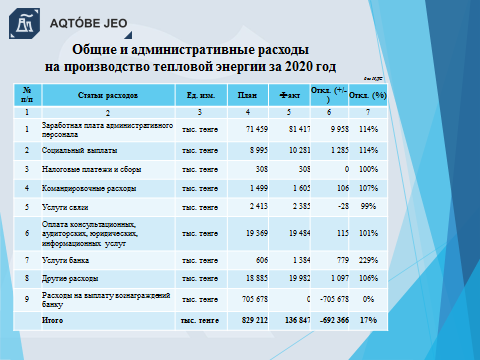 AQTÓBE JEO
Общие и административные расходы
на производство тепловой энергии за 2020 год
№ п/п Статьи расходов Ед. изм. План Факт Откл. (+/-) Откл. (%)
1 2 3 4 5 6 7
1 Заработная плата административного персонала тыс. тенге 71 459 81 417 9 958 114%
2 Социальный выплаты тыс. тенге 8 995 10 281 1 285 114%
3 Налоговые платежи и сборы тыс. тенге 308 308 0 100%
4 Командировочные расходы тыс. тенге 1 499 1 605 106 107%
5 Услуги связи тыс. тенге 2 413 2 385 -28 99%
6 Оплата консультационных, аудиторских, юридических, информационных услуг тыс. тенге 19 369 19 484 115 101%
7 Услуги банка тыс. тенге 606 1 384 779 229%
8 Другие расходы тыс. тенге 18 885 19 982 1 097 106%
9 Расходы на выплату вознаграждений банку тыс. тенге 705 678 0 -705 678 0%
Итого тыс. тенге 829 212 136 847 -692 366 17%